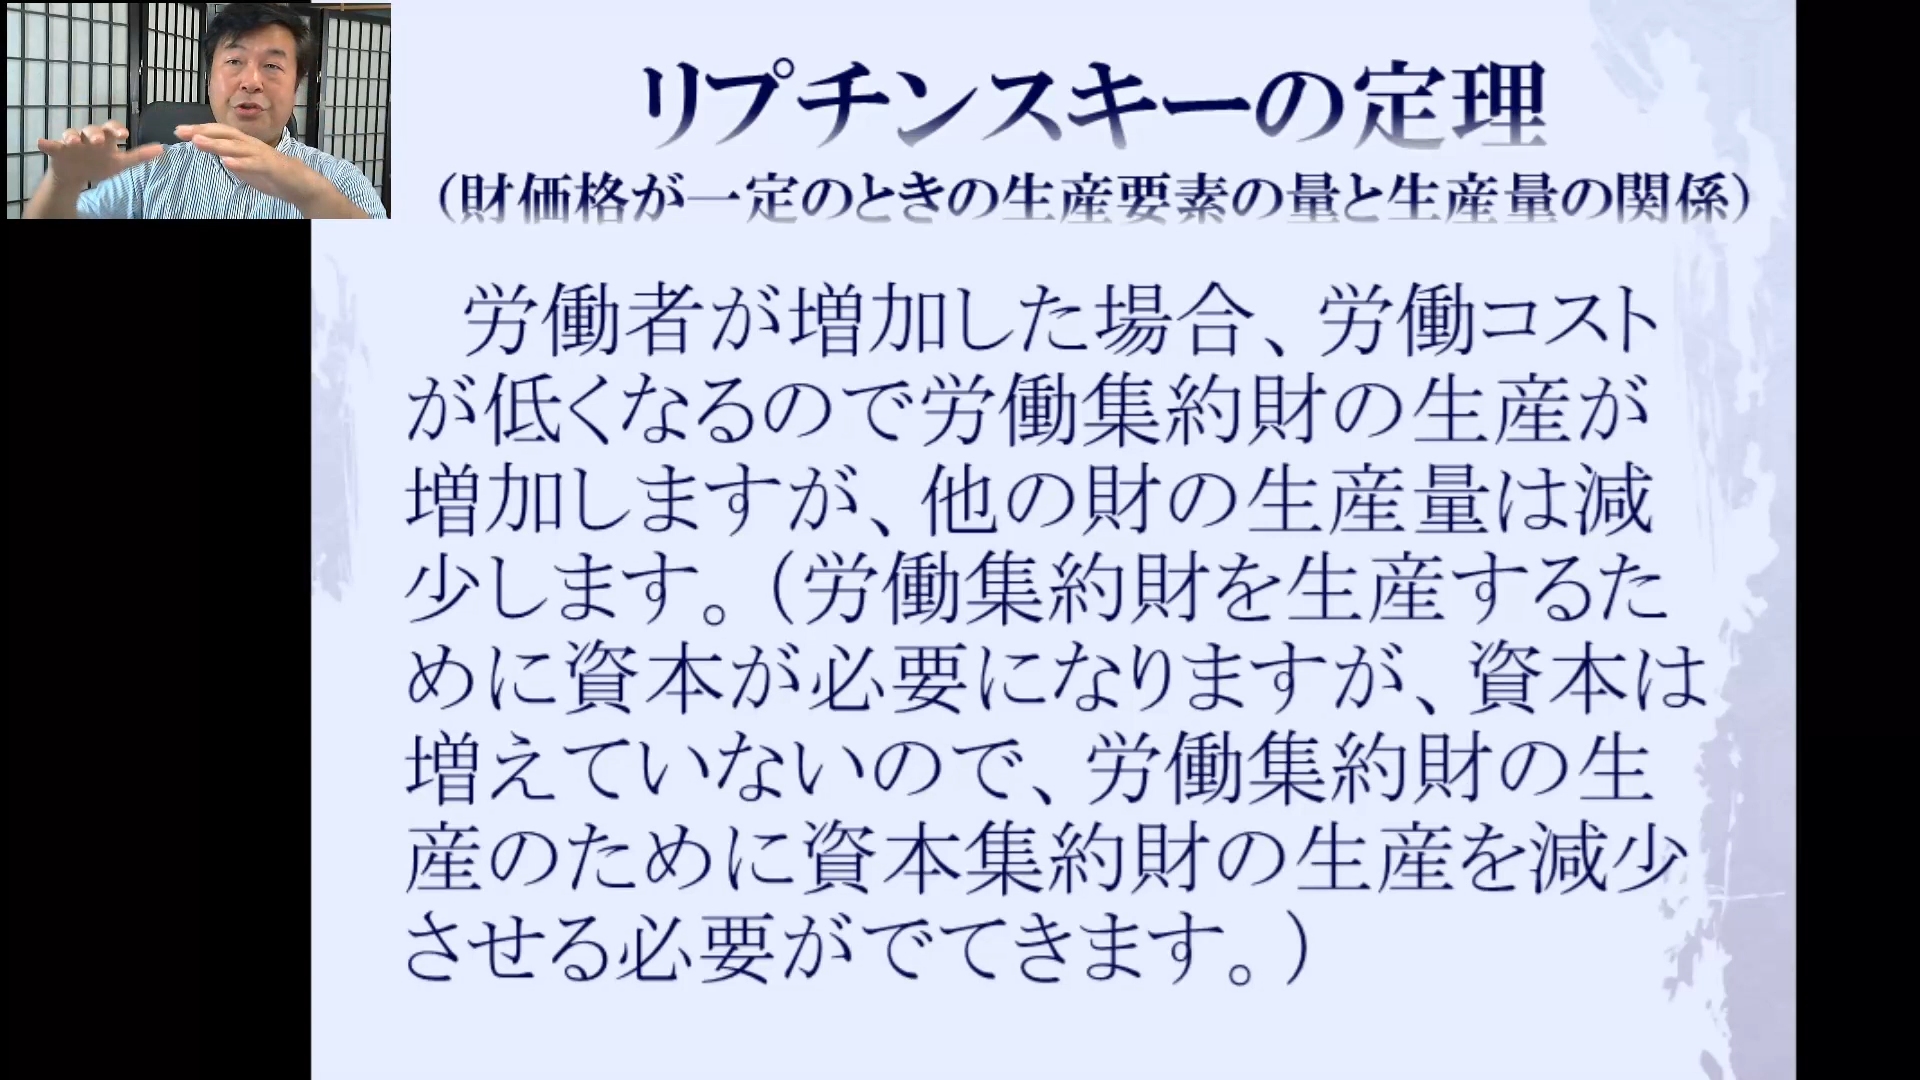 リプチンスキーの定理
（財価格が一定のときの生産要素の量と生産量の関係）
労働者が増加した場合、労働コスト
が低くなるので労働集約財の生産が
増加しますが、他の財の生産量は減
少します。（労働集約財を生産するた
めに資本が必要になりますが、資本は
増えていないので、労働集約財の生
産のために資本集約財の生産を減少
させる必要がでてきます。）